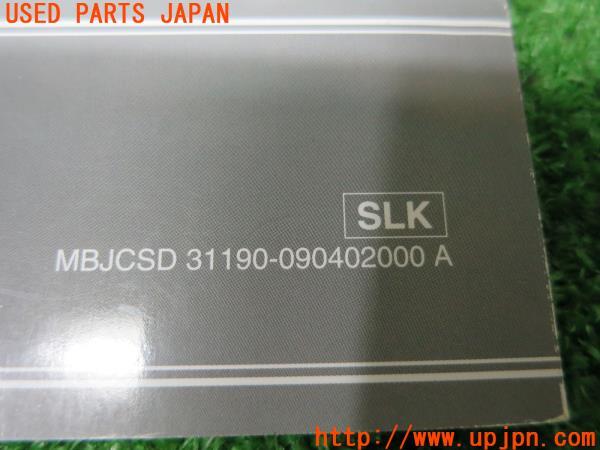 USED PARTS JAPAN
SLK
MBJCSD 31190-090402000 A
http://www.upjpn.com/